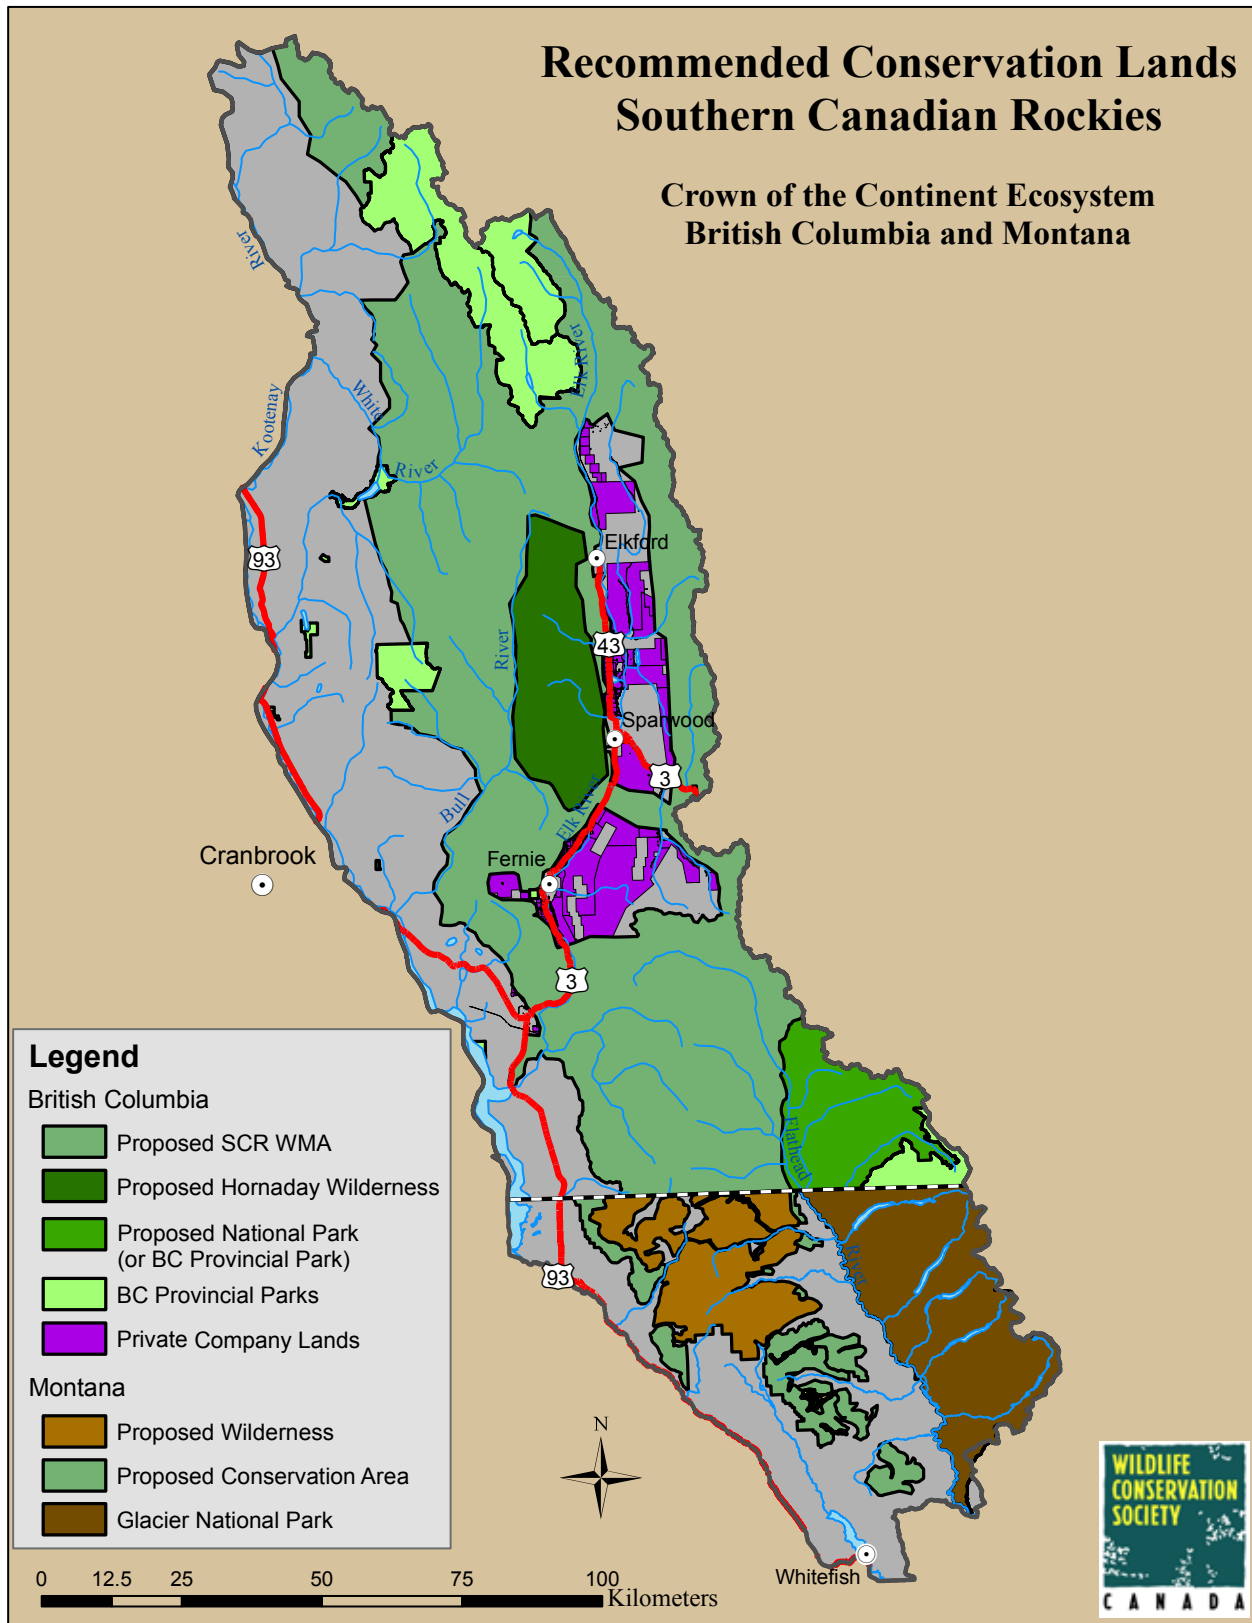 Recommended Conservation Lands
Southern Canadian Rockies
Crown of the Continent Ecosystem
British Columbia and Montana
River
Elk River
Kootenay
White
River
93
Elkford
43
River
Sparwood
3
Bull
Elk River
Cranbrook
Fernie
3
Flathead
River
93
Whitefish
Legend
British Columbia
Proposed SCR WMA
Proposed Hornaday Wilderness
Proposed National Park
(or BC Provincial Park)
BC Provincial Parks
Private Company Lands
Montana
Proposed Wilderness
Proposed Conservation Area
Glacier National Park
N
0 12.5 25 50 75 100
Kilometers
WILDLIFE
CONSERVATION
SOCIETY
CANADA